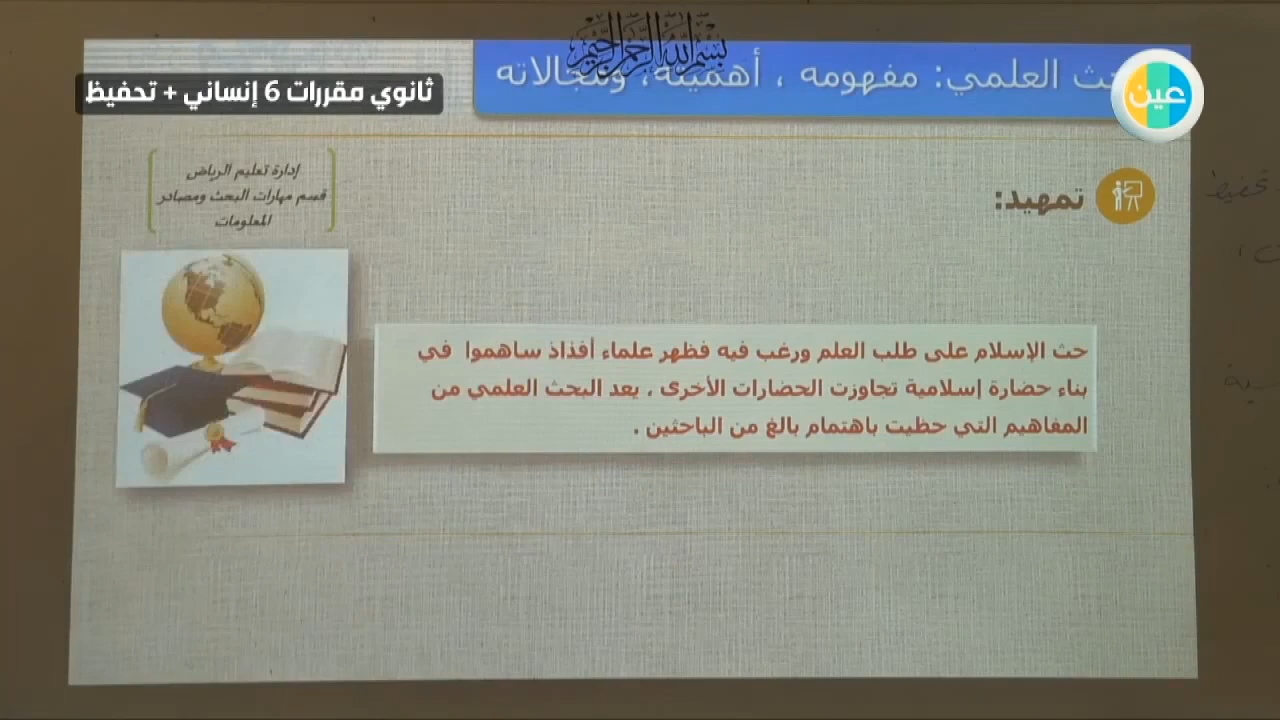 بسم الله الرحمن الرحيم
العلمي: مفهومه ، أهميته، ومجالاته
عين
ثانوي مقررات 6 إنساني + تحفيظ
إدارة تعليم الرياض
قسم مهارات البحث ومصادر
المعلومات
تمهيد:
حث الإسلام على طلب العلم ورغب فيه فظهر علماء أفذاذ ساهموا في
بناء حضارة إسلامية تجاوزت الحضارات الأخرى ، يعد البحث العلمي من
المفاهيم التي حظيت باهتمام بالغ من الباحثين .
تحفيظ